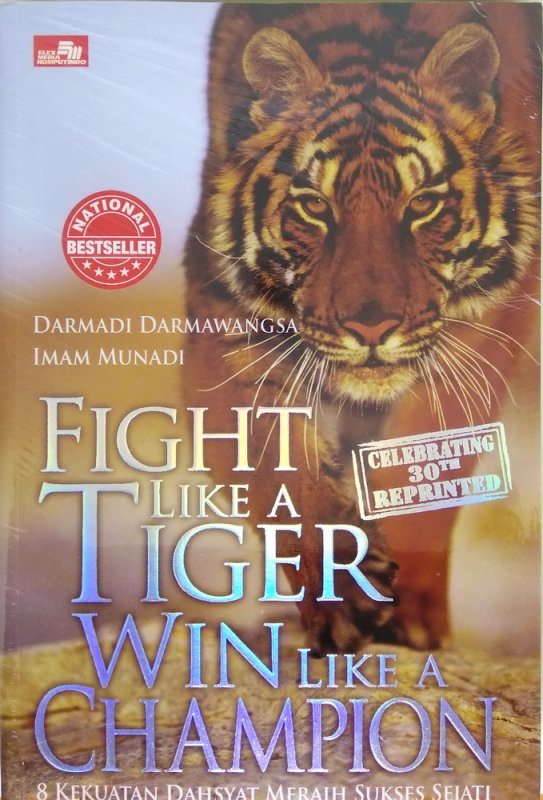 ELEX
MEDIA
KOMPUTINDO
NATIONAL
BESTSELLER
DARMADI DARMAWANGSA
IMAM MUNADI
FIGHT
LIKE A
TIGER
WIN LIKE A
CHAMPION
CELEBRATING
30TH
REPRINTED
8 KEKUATAN DAHSYAT MERAIH SUKSES SEJATI